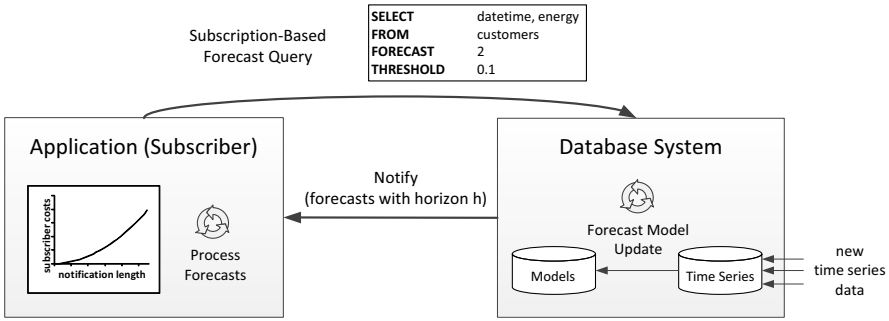 Subscription-Based
Forecast Query
SELECT datetime, energy
FROM customers
FORECAST 2
THRESHOLD 0.1
Application (Subscriber)
subscriber costs
notification length
Process
Forecasts
Notify
(forecasts with horizon h)
Database System
Forecast Model
Update
Models
Time Series
new
time series
data